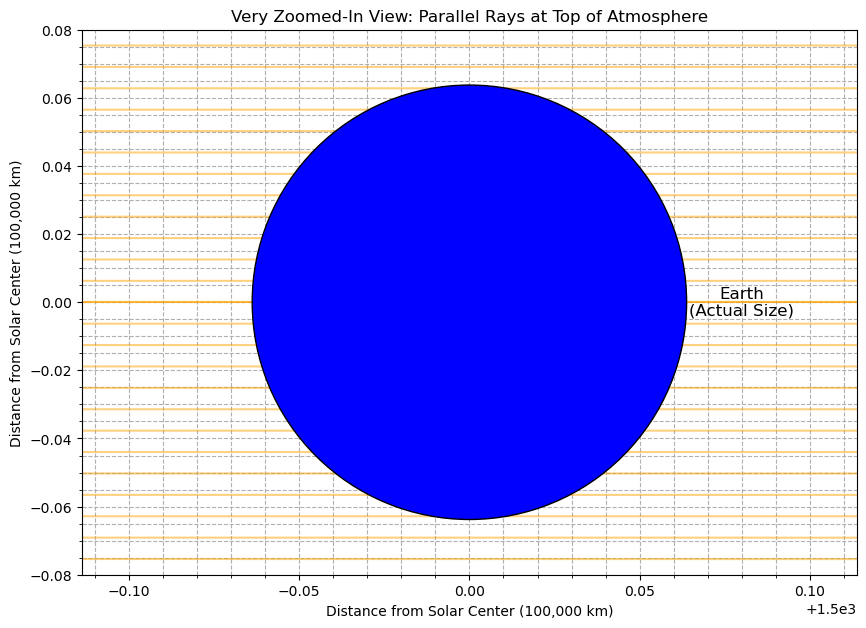 Very Zoomed-In View: Parallel Rays at Top of Atmosphere
Distance from Solar Center (100,000 km)
0.08
0.06
0.04
0.02
0.00
−0.02
−0.04
−0.06
−0.08
Earth
(Actual Size)
−0.10
−0.05
0.00
0.05
0.10
Distance from Solar Center (100,000 km)
+1.5e3